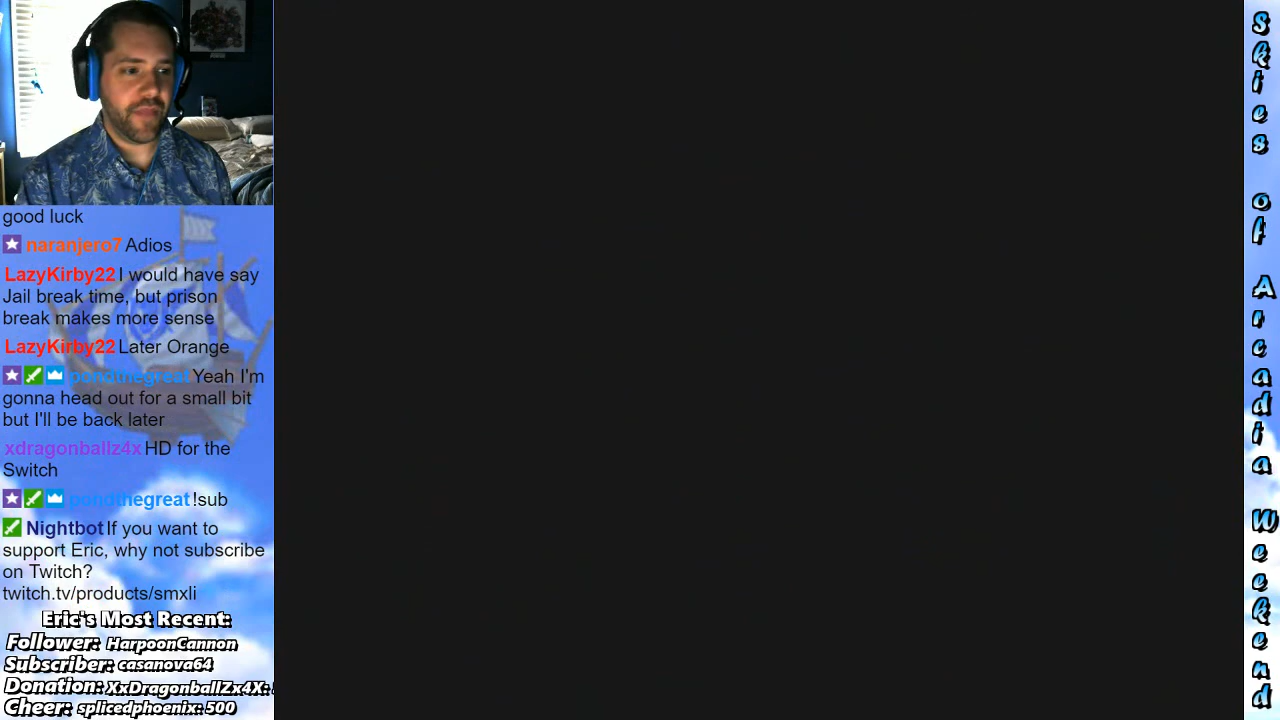 good luck
naranjero7 Adios
LazyKirby22 I would have say
Jail break time, but prison
break makes more sense
LazyKirby22 Later Orange
pondthegreat Yeah I'm
gonna head out for a small bit
but I'll be back later
xdragonballz4x HD for the
Switch
pondthegreat !sub
Nightbot If you want to
support Eric, why not subscribe
on Twitch?
twitch.tv/products/smxli
Eric's Most Recent:
Follower: HarpoonCannon
Subscriber: casanova64
Donation: XxDragonballZx4X:
Cheer: splicedphoenix: 500
Skies of Arcadia Weekend